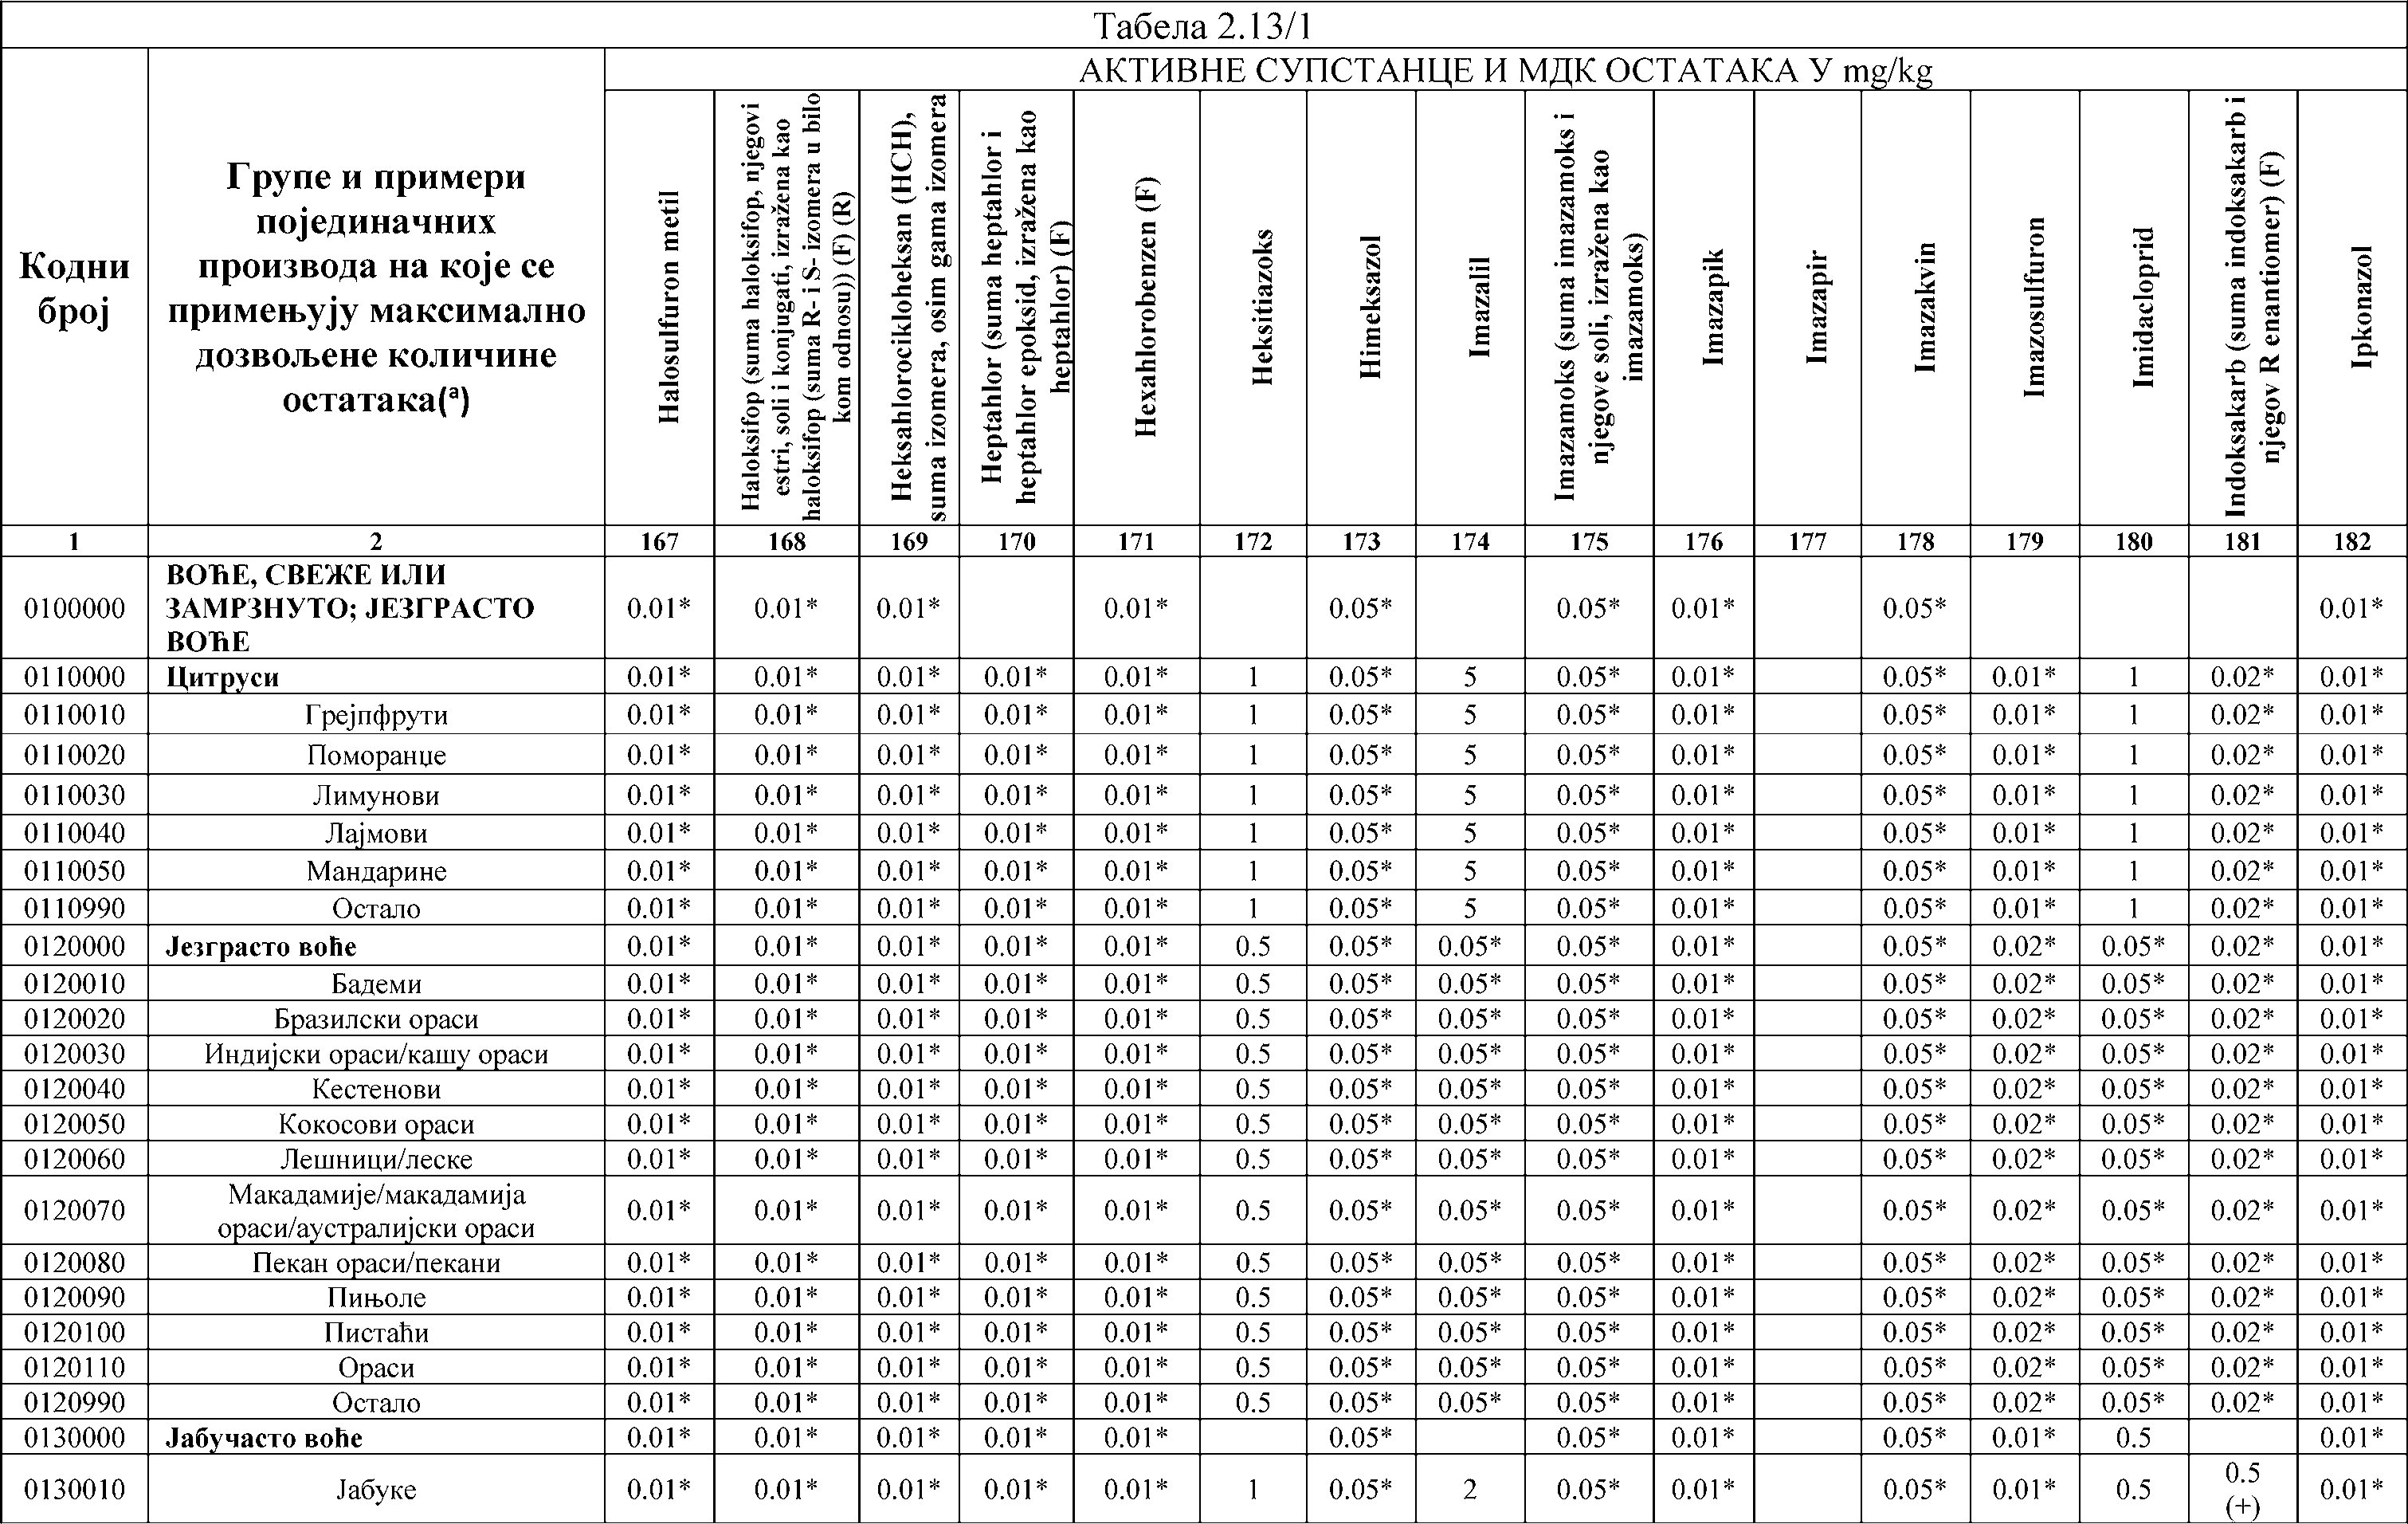 Табела 2.13/1
АКТИВНЕ СУПСТАНЦЕ И МДК ОСТАТАКА У mg/kg
Кодни
број
Групе и примери
појединачних
производа на које се
примењују максимално
дозвољене количине
остатака(ª)
Halosulfuron metil
Haloksifop (suma haloksifop, njegovi
estri, soli i konjugati, izražena kao
haloksifop (suma R- i S- izomera u bilo
kom odnosu)) (F) (R)
Heksahlorocikloheksan (HCH),
suma izomera, osim gama izomera
Heptahlor (suma heptahlor i
heptahlor epoksid, izražena kao
heptahlor) (F)
Hexahlorobenzen (F)
Heksitiazoks
Himeksazol
Imazalil
Imazamoks (suma imazamoks i
njegove soli, izražena kao
imazamoks)
Imazapik
Imazapir
Imazakvin
Imazosulfuron
Imidacloprid
Indoksakarb (suma indoksakarb i
njegov R enantiomer) (F)
Ipkonazol
1 2 167 168 169 170 171 172 173 174 175 176 177 178 179 180 181 182
0100000 ВОЋЕ, СВЕЖЕ ИЛИ
ЗАМРЗНУТО; ЈЕЗГРАСТО
ВОЋЕ 0.01* 0.01* 0.01* 0.01* 0.05* 0.05* 0.01* 0.05* 0.01*
0110000 Цитруси 0.01* 0.01* 0.01* 0.01* 0.01* 1 0.05* 5 0.05* 0.01* 0.05* 0.01* 1 0.02* 0.01*
0110010 Грејпфрути 0.01* 0.01* 0.01* 0.01* 0.01* 1 0.05* 5 0.05* 0.01* 0.05* 0.01* 1 0.02* 0.01*
0110020 Поморанџе 0.01* 0.01* 0.01* 0.01* 0.01* 1 0.05* 5 0.05* 0.01* 0.05* 0.01* 1 0.02* 0.01*
0110030 Лимунови 0.01* 0.01* 0.01* 0.01* 0.01* 1 0.05* 5 0.05* 0.01* 0.05* 0.01* 1 0.02* 0.01*
0110040 Лајмови 0.01* 0.01* 0.01* 0.01* 0.01* 1 0.05* 5 0.05* 0.01* 0.05* 0.01* 1 0.02* 0.01*
0110050 Мандарине 0.01* 0.01* 0.01* 0.01* 0.01* 1 0.05* 5 0.05* 0.01* 0.05* 0.01* 1 0.02* 0.01*
0110990 Остало 0.01* 0.01* 0.01* 0.01* 0.01* 1 0.05* 5 0.05* 0.01* 0.05* 0.01* 1 0.02* 0.01*
0120000 Језграсто воће 0.01* 0.01* 0.01* 0.01* 0.01* 0.5 0.05* 0.05* 0.05* 0.01* 0.05* 0.02* 0.05* 0.02* 0.01*
0120010 Бадеми 0.01* 0.01* 0.01* 0.01* 0.01* 0.5 0.05* 0.05* 0.05* 0.01* 0.05* 0.02* 0.05* 0.02* 0.01*
0120020 Бразилски ораси 0.01* 0.01* 0.01* 0.01* 0.01* 0.5 0.05* 0.05* 0.05* 0.01* 0.05* 0.02* 0.05* 0.02* 0.01*
0120030 Индијски ораси/кашу ораси 0.01* 0.01* 0.01* 0.01* 0.01* 0.5 0.05* 0.05* 0.05* 0.01* 0.05* 0.02* 0.05* 0.02* 0.01*
0120040 Кестенови 0.01* 0.01* 0.01* 0.01* 0.01* 0.5 0.05* 0.05* 0.05* 0.01* 0.05* 0.02* 0.05* 0.02* 0.01*
0120050 Кокосови ораси 0.01* 0.01* 0.01* 0.01* 0.01* 0.5 0.05* 0.05* 0.05* 0.01* 0.05* 0.02* 0.05* 0.02* 0.01*
0120060 Лешници/леске 0.01* 0.01* 0.01* 0.01* 0.01* 0.5 0.05* 0.05* 0.05* 0.01* 0.05* 0.02* 0.05* 0.02* 0.01*
0120070 Макадамије/макадамија
ораси/аустралијски ораси 0.01* 0.01* 0.01* 0.01* 0.01* 0.5 0.05* 0.05* 0.05* 0.01* 0.05* 0.02* 0.05* 0.02* 0.01*
0120080 Пекан ораси/пекани 0.01* 0.01* 0.01* 0.01* 0.01* 0.5 0.05* 0.05* 0.05* 0.01* 0.05* 0.02* 0.05* 0.02* 0.01*
0120090 Пињоле 0.01* 0.01* 0.01* 0.01* 0.01* 0.5 0.05* 0.05* 0.05* 0.01* 0.05* 0.02* 0.05* 0.02* 0.01*
0120100 Пистаћи 0.01* 0.01* 0.01* 0.01* 0.01* 0.5 0.05* 0.05* 0.05* 0.01* 0.05* 0.02* 0.05* 0.02* 0.01*
0120110 Ораси 0.01* 0.01* 0.01* 0.01* 0.01* 0.5 0.05* 0.05* 0.05* 0.01* 0.05* 0.02* 0.05* 0.02* 0.01*
0120990 Остало 0.01* 0.01* 0.01* 0.01* 0.01* 0.5 0.05* 0.05* 0.05* 0.01* 0.05* 0.02* 0.05* 0.02* 0.01*
0130000 Јабучасто воће 0.01* 0.01* 0.01* 0.01* 0.01* 0.05* 0.05* 0.01* 0.05* 0.01* 0.5 0.01*
0130010 Јабуке 0.01* 0.01* 0.01* 0.01* 0.01* 1 0.05* 2 0.05* 0.01* 0.05* 0.01* 0.5 0.5
(+) 0.01*